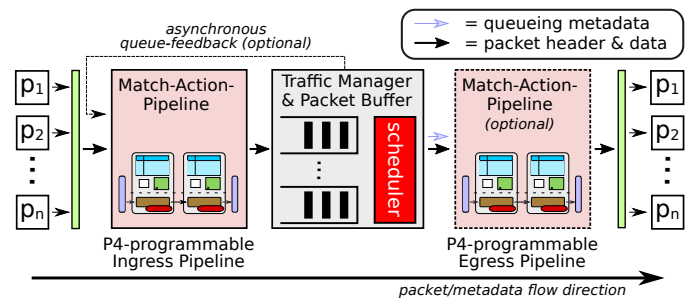 asynchronous
queue-feedback (optional)
= queueing metadata
= packet header & data
p1
p2
pn
Match-Action-
Pipeline
Traffic Manager
& Packet Buffer
scheduler
Match-Action-
Pipeline
(optional)
p1
p2
pn
P4-programmable
Ingress Pipeline
P4-programmable
Egress Pipeline
packet/metadata flow direction